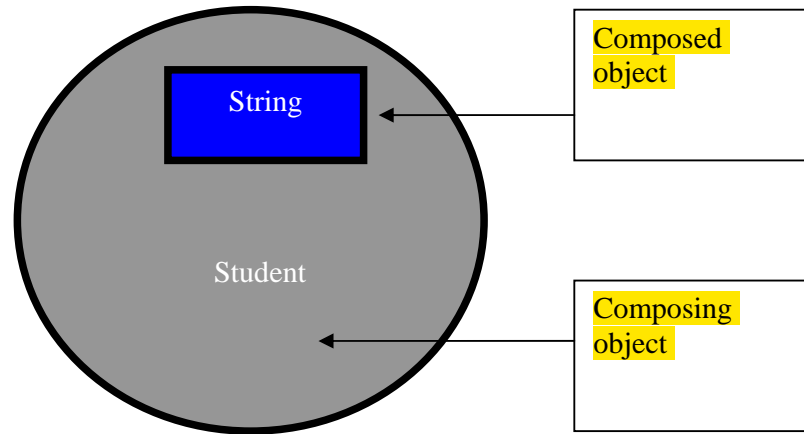 Composed
object
String
Student
Composing
object